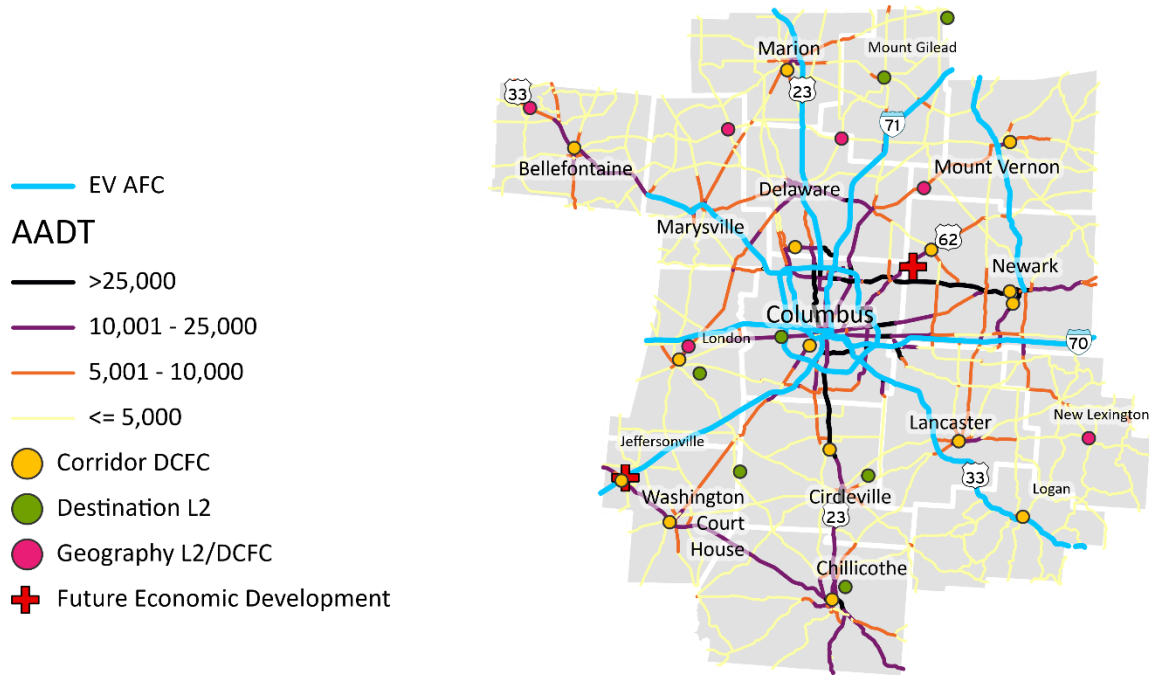 EV AFC
AADT
>25,000
10,001 - 25,000
5,001 - 10,000
<= 5,000
Corridor DCFC
Destination L2
Geography L2/DCFC
Future Economic Development
Marion
Mount Gilead
33
23
71
Bellefontaine
Mount Vernon
Delaware
Marysville
62
Newark
Columbus
London
70
Lancaster
New Lexington
Jeffersonville
33
Logan
Washington
Court
House
Circleville
23
Chillicothe